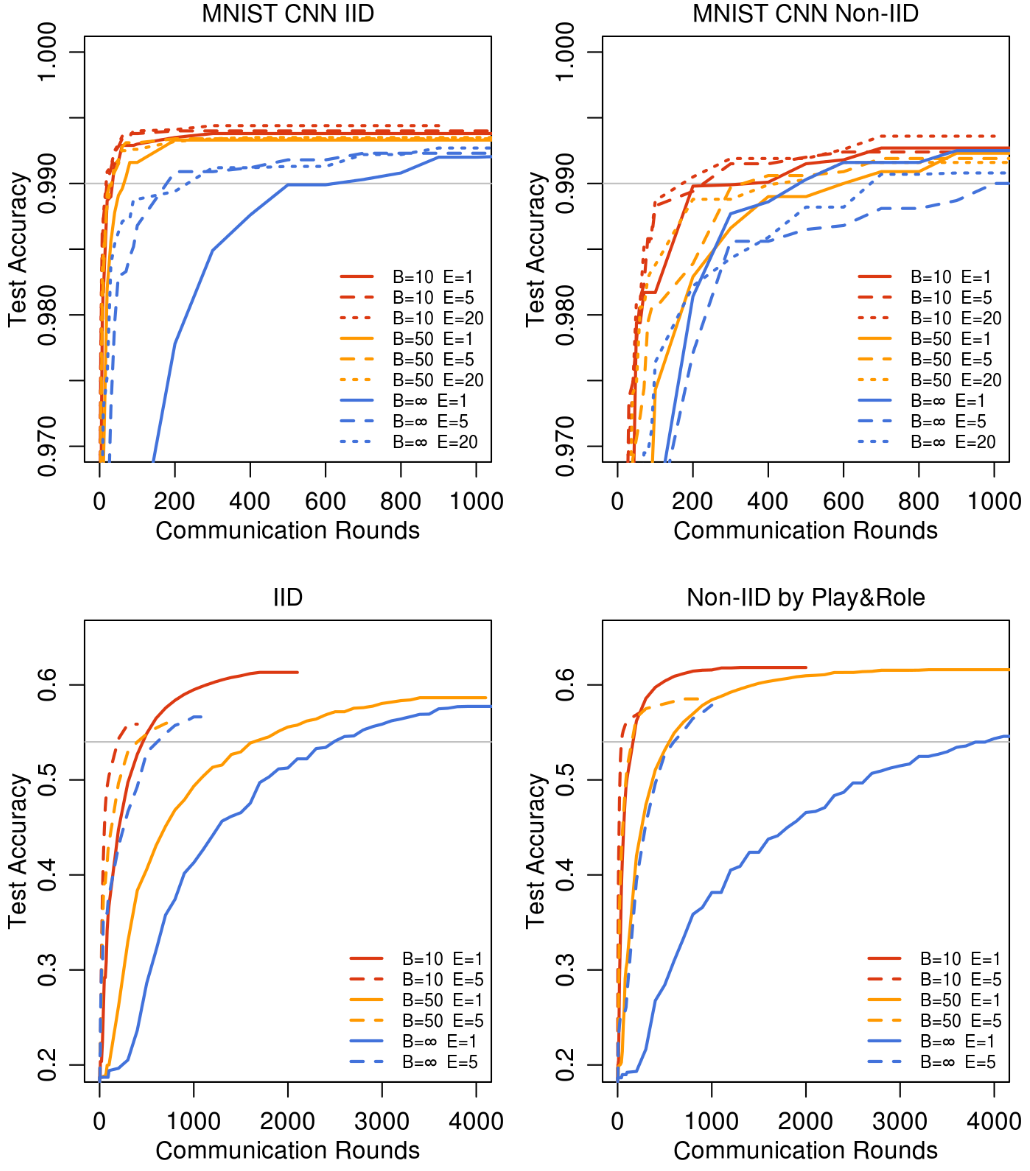 MNIST CNN IID
1.000
0.990
0.980
0.970
Test Accuracy
B=10 E=1
B=10 E=5
B=10 E=20
B=50 E=1
B=50 E=5
B=50 E=20
B=∞ E=1
B=∞ E=5
B=∞ E=20
0 200 400 600 800 1000
Communication Rounds
MNIST CNN Non-IID
1.000
0.990
0.980
0.970
Test Accuracy
B=10 E=1
B=10 E=5
B=10 E=20
B=50 E=1
B=50 E=5
B=50 E=20
B=∞ E=1
B=∞ E=5
B=∞ E=20
0 200 400 600 800 1000
Communication Rounds
IID
0.6
0.5
0.4
0.3
0.2
Test Accuracy
B=10 E=1
B=10 E=5
B=50 E=1
B=50 E=5
B=∞ E=1
B=∞ E=5
0 1000 2000 3000 4000
Communication Rounds
Non-IID by Play&Role
0.6
0.5
0.4
0.3
0.2
Test Accuracy
B=10 E=1
B=10 E=5
B=50 E=1
B=50 E=5
B=∞ E=1
B=∞ E=5
0 1000 2000 3000 4000
Communication Rounds